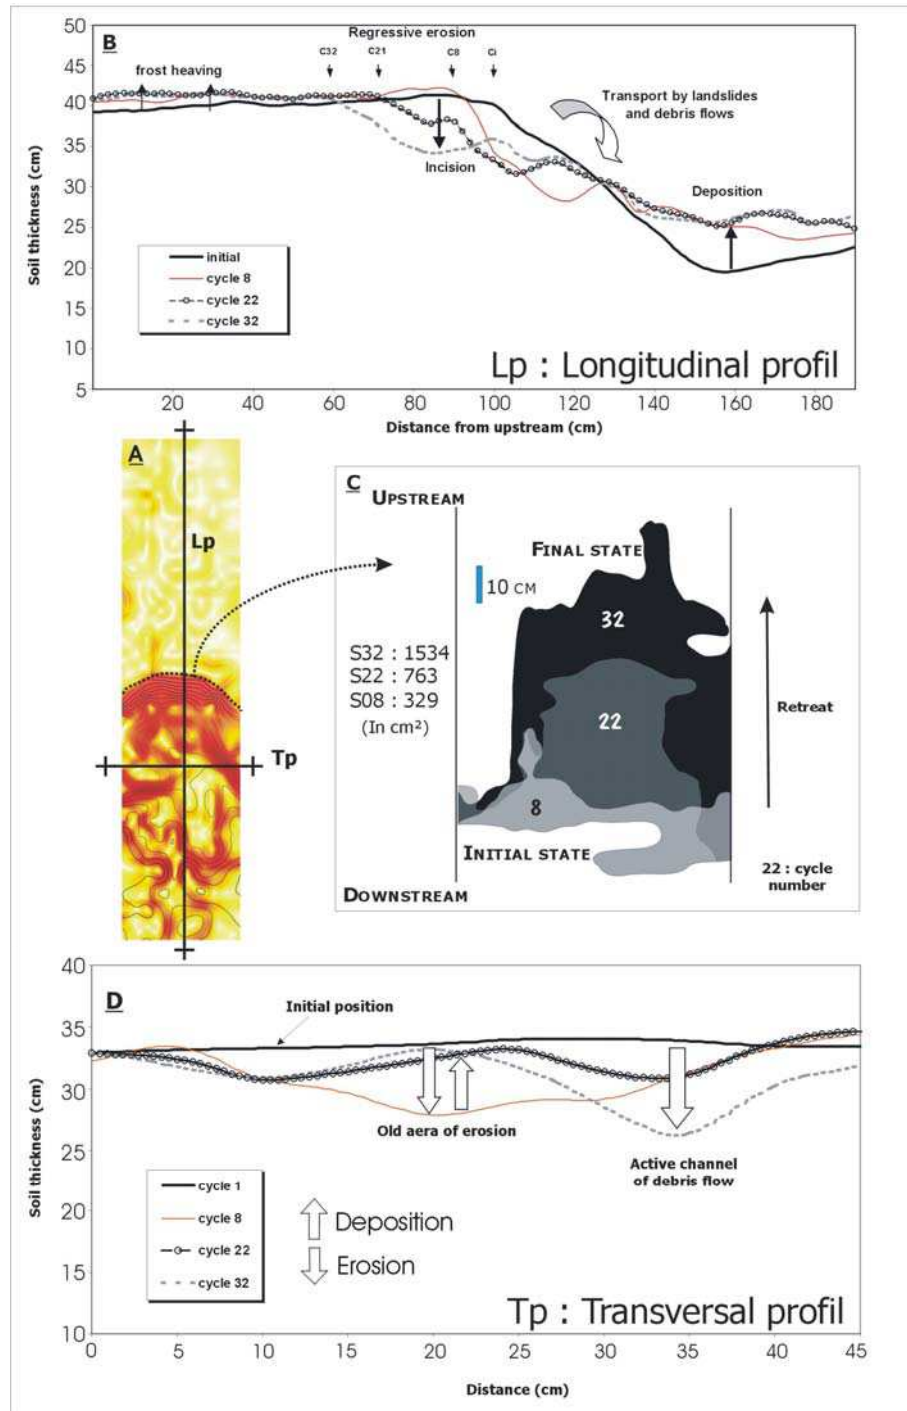 B
Regressive erosion
C32
C21
C8
Ci
frost heaving
Transport by landslides
and debris flows
Incision
Deposition
Soil thickness (cm)
50
45
40
35
30
25
20
15
10
5
initial
cycle 8
cycle 22
cycle 32
Lp : Longitudinal profil
20
40
60
80
100
120
140
160
180
Distance from upstream (cm)
A
Lp
Tp
C
UPSTREAM
FINAL STATE
10 CM
32
S32 : 1534
S22 : 763
S08 : 329
(In cm²)
22
Retreat
8
INITIAL STATE
22 : cycle
number
DOWNSTREAM
D
Initial position
Soil thickness (cm)
40
35
30
25
20
15
10
Old aera of erosion
Active channel
of debris flow
cycle 1
cycle 8
cycle 22
cycle 32
Deposition
Erosion
Tp : Transversal profil
0
5
10
15
20
25
30
35
40
45
Distance (cm)